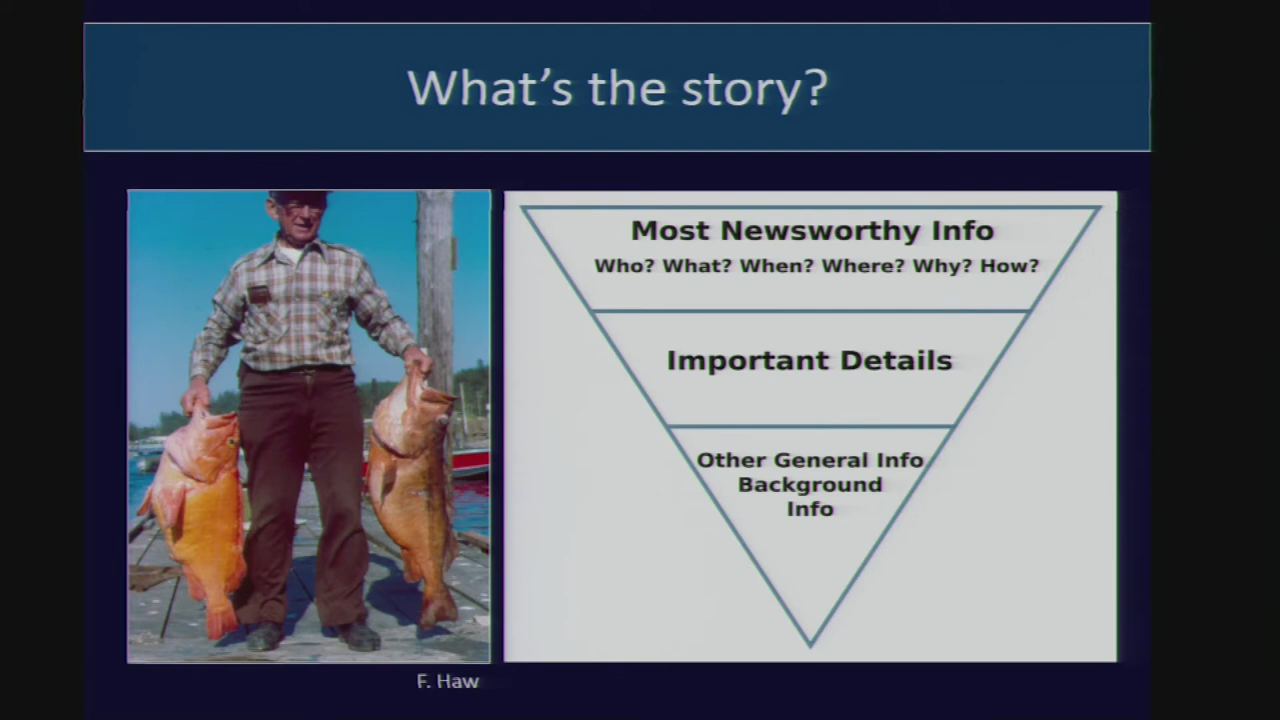 What's the story?
Most Newsworthy Info
Who? What? When? Where? Why? How?
Important Details
Other General Info
Background
Info
F. Haw